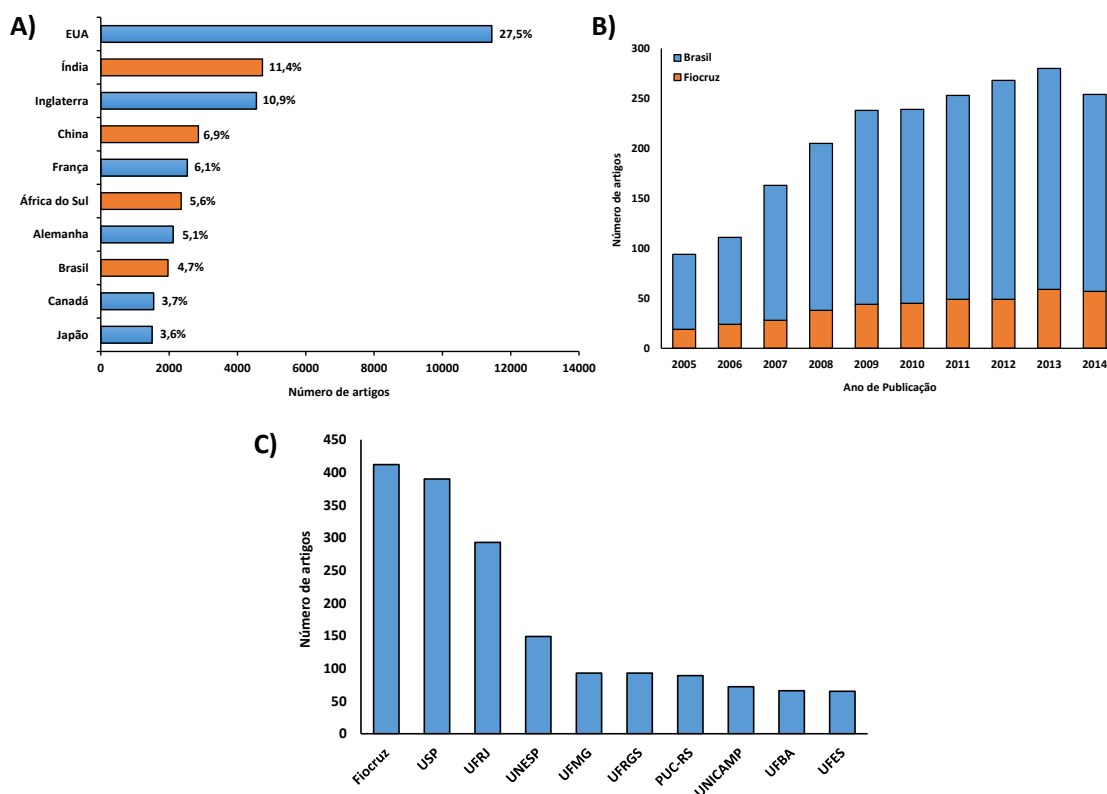 A)
EUA
27,5%
Índia
11,4%
Inglaterra
10,9%
China
6,9%
França
6,1%
África do Sul
5,6%
Alemanha
5,1%
Brasil
4,7%
Canadá
3,7%
Japão
3,6%
0 2000 4000 6000 8000 10000 12000 14000
Número de artigos
B)
Brasil
Fiocruz
Número de artigos
300
250
200
150
100
50
0
2005 2006 2007 2008 2009 2010 2011 2012 2013 2014
Ano de Publicação
C)
Número de artigos
450
400
350
300
250
200
150
100
50
0
Fiocruz USP UFRJ UNESP UFMG UFRGS PUC-RS UNICAMP UFBA UFES